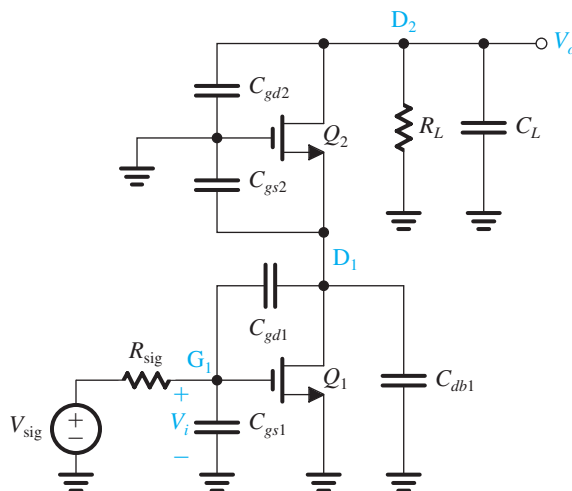 D2
Vo
Cgd2
Q2
RL
CL
Cgs2
D1
Cgd1
Rsig
G1
Q1
Cdb1
+
Vsig
+
−
Vi
Cgs1
−